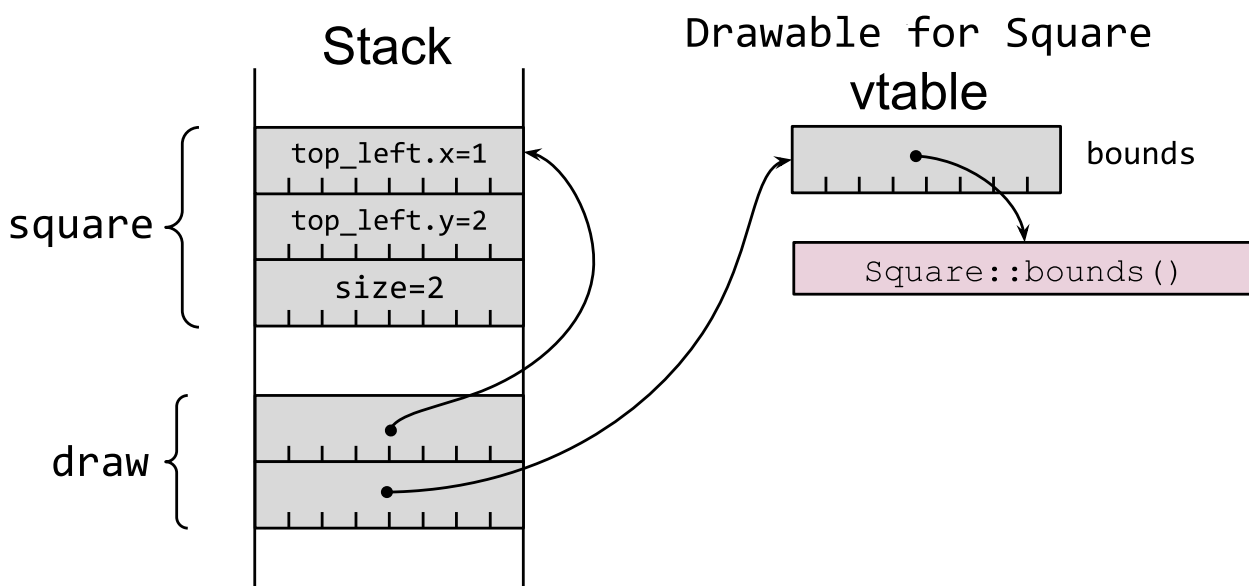 Stack
Drawable for Square
vtable
top_left.x=1
bounds
square
top_left.y=2
Square::bounds()
size=2
draw